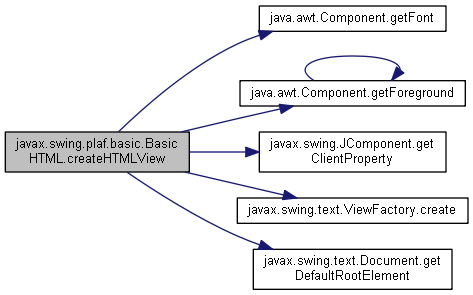 java.awt.Component.getFont
java.awt.Component.getForeground
javax.swing.plaf.basic.Basic
HTML.createHTMLView
javax.swing.JComponent.get
ClientProperty
javax.swing.text.ViewFactory.create
javax.swing.text.Document.get
DefaultRootElement